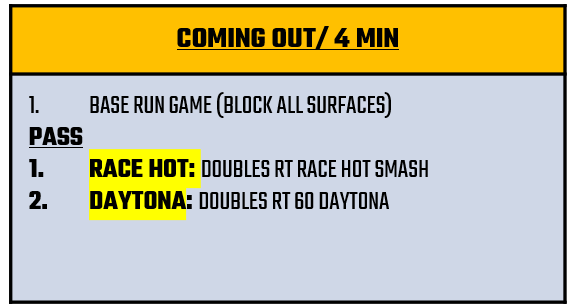 COMING OUT/ 4 MIN
1. BASE RUN GAME (BLOCK ALL SURFACES)
PASS
1. RACE HOT: DOUBLES RT RACE HOT SMASH
2. DAYTONA: DOUBLES RT 60 DAYTONA